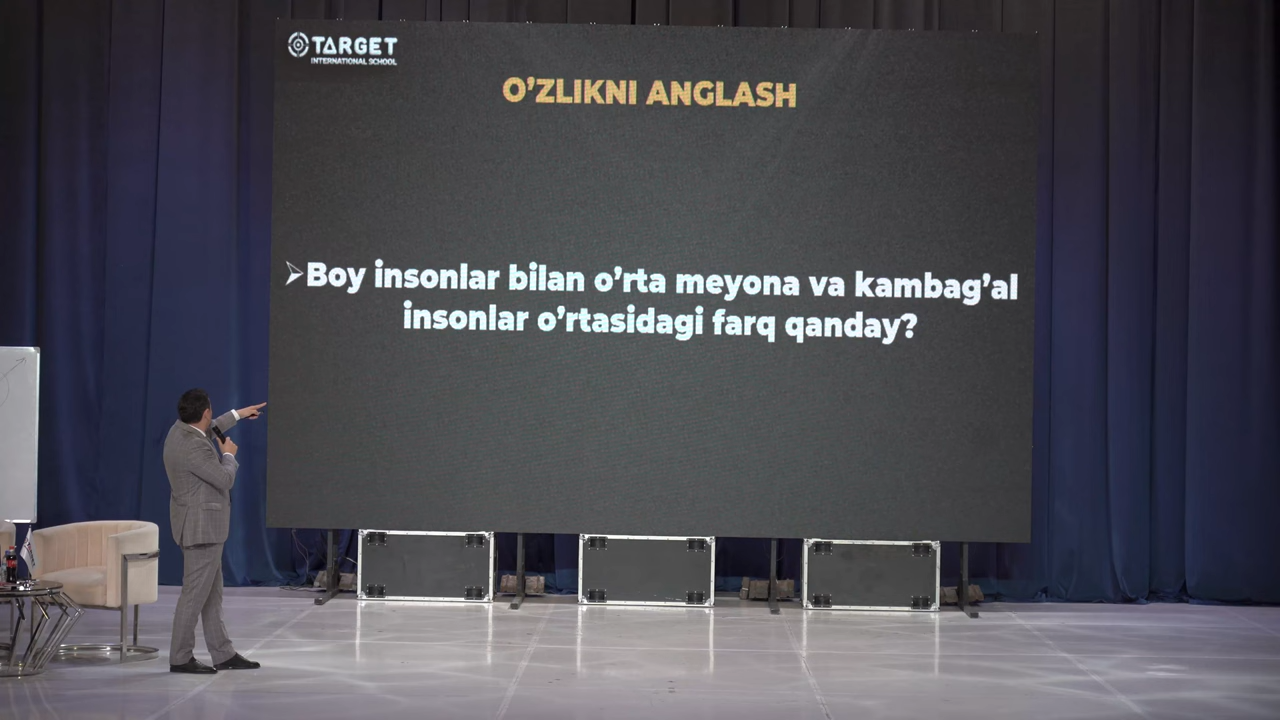 TARGET
INTERNATIONAL SCHOOL
O’ZLIKNI ANGLASH
➢Boy insonlar bilan o’rta meyona va kambag’al
insonlar o’rtasidagi farq qanday?